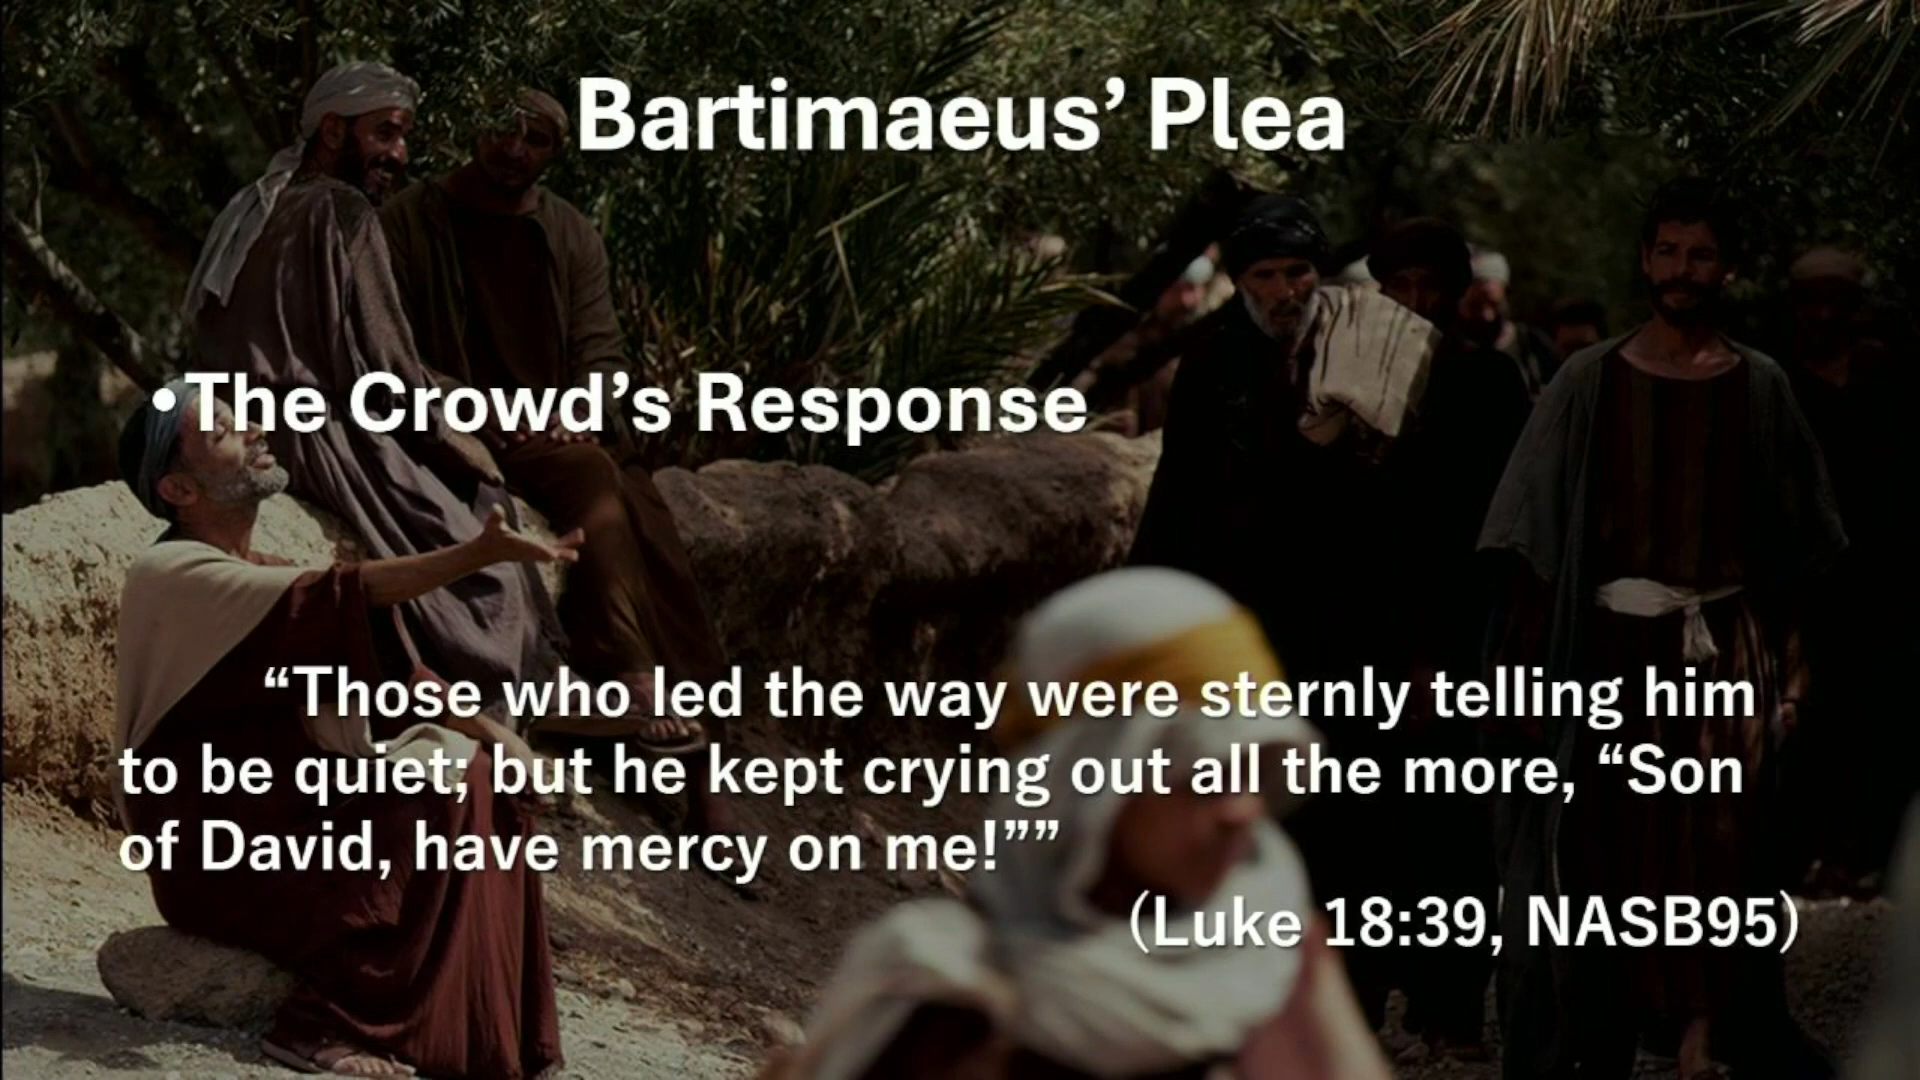 Bartimaeus’ Plea
•The Crowd’s Response
“Those who led the way were sternly telling him
to be quiet; but he kept crying out all the more, “Son
of David, have mercy on me!””
(Luke 18:39, NASB95)